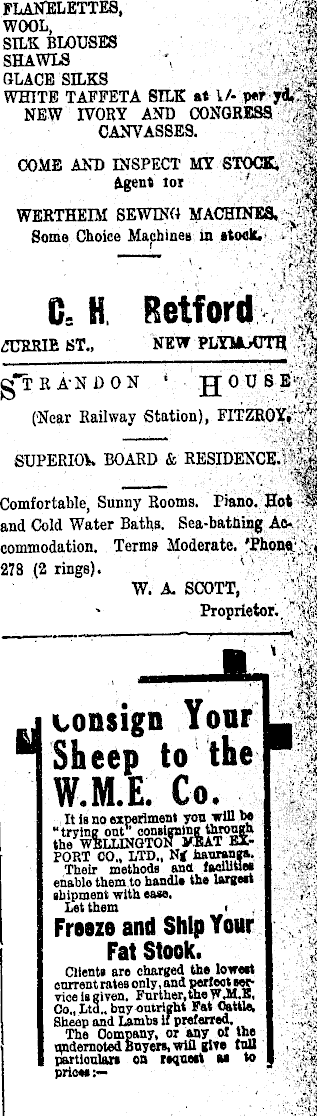 FLANELETTES,
WOOL,
SILK BLOUSES
SHAWLS
GLACE SILKS
WHITE TAFFETA SILK at 1/- per yd.
NEW IVORY AND CONGRESS
CANVASSES.
COME AND INSPECT MY STOCK.
Agent for
WERTHEIM SEWING MACHINES.
Some Choice Machines in stock.
C. H. Retford
CURRIE ST., NEW PLYMOUTH
STRANDON HOUSE
(Near Railway Station), FITZROY.
SUPERIOR BOARD & RESIDENCE.
Comfortable, Sunny Rooms. Piano. Hot
and Cold Water Baths. Sea-bathing Ac-
commodation. Terms Moderate. 'Phone
278 (2 rings).
W. A. SCOTT,
Proprietor.
Consign Your
Sheep to the
W.M.E. Co.
It is no experiment you will be
"trying out" consigning through
the WELLINGTON MEAT EX-
PORT CO., LTD., Ngahauranga.
Their methods and facilities
enable them to handle the largest
shipment with ease.
Let them
Freeze and Ship Your
Fat Stock.
Clients are charged the lowest
current rates only, and perfect ser-
vice is given. Further, the W.M.E.
Co., Ltd., buy outright Fat Cattle,
Sheep and Lambs if preferred.
The Company, or any of the
undernoted Buyers, will give full
particulars on request as to
prices:—